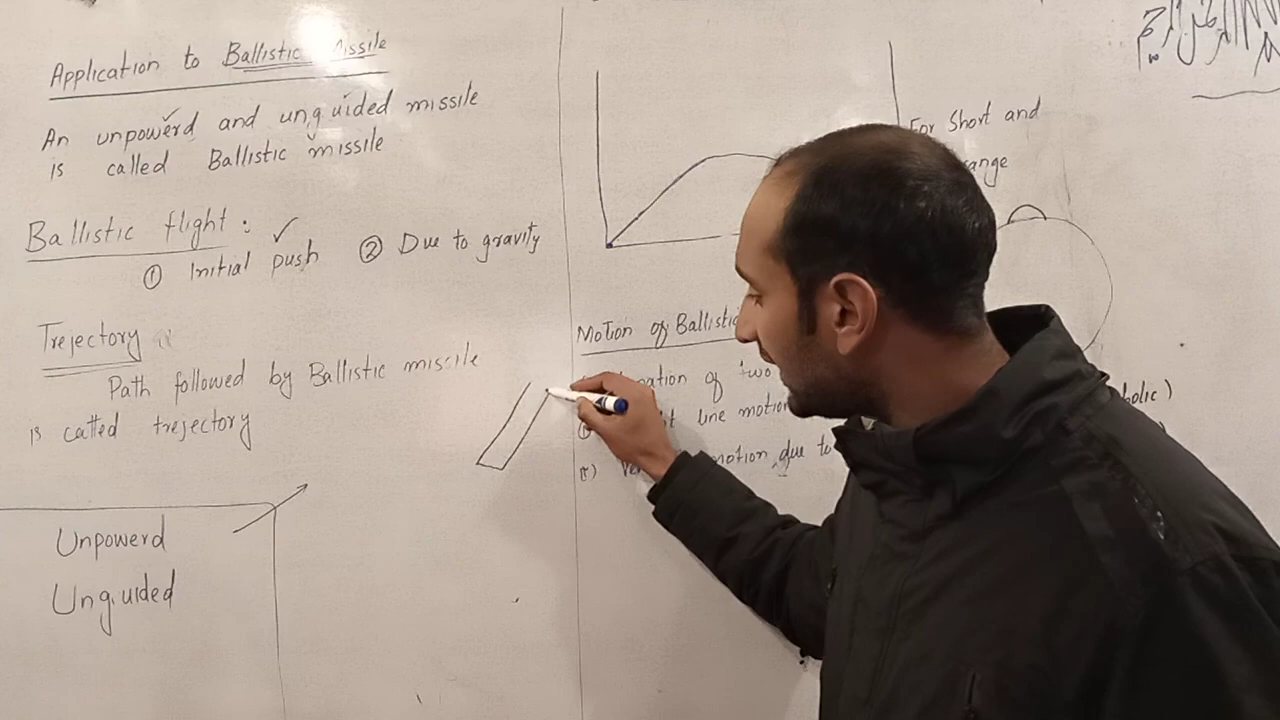 Application to Ballistic Missile
An unpowerd and unguided missile
is called Ballistic missile
Ballistic flight :
① Initial push ② Due to gravity
Trejectory
Path followed by Ballistic missile
is called trejectory
Unpowerd
Unguided
For Short and
Motion of Ballistic
of two
line motion
motion due to